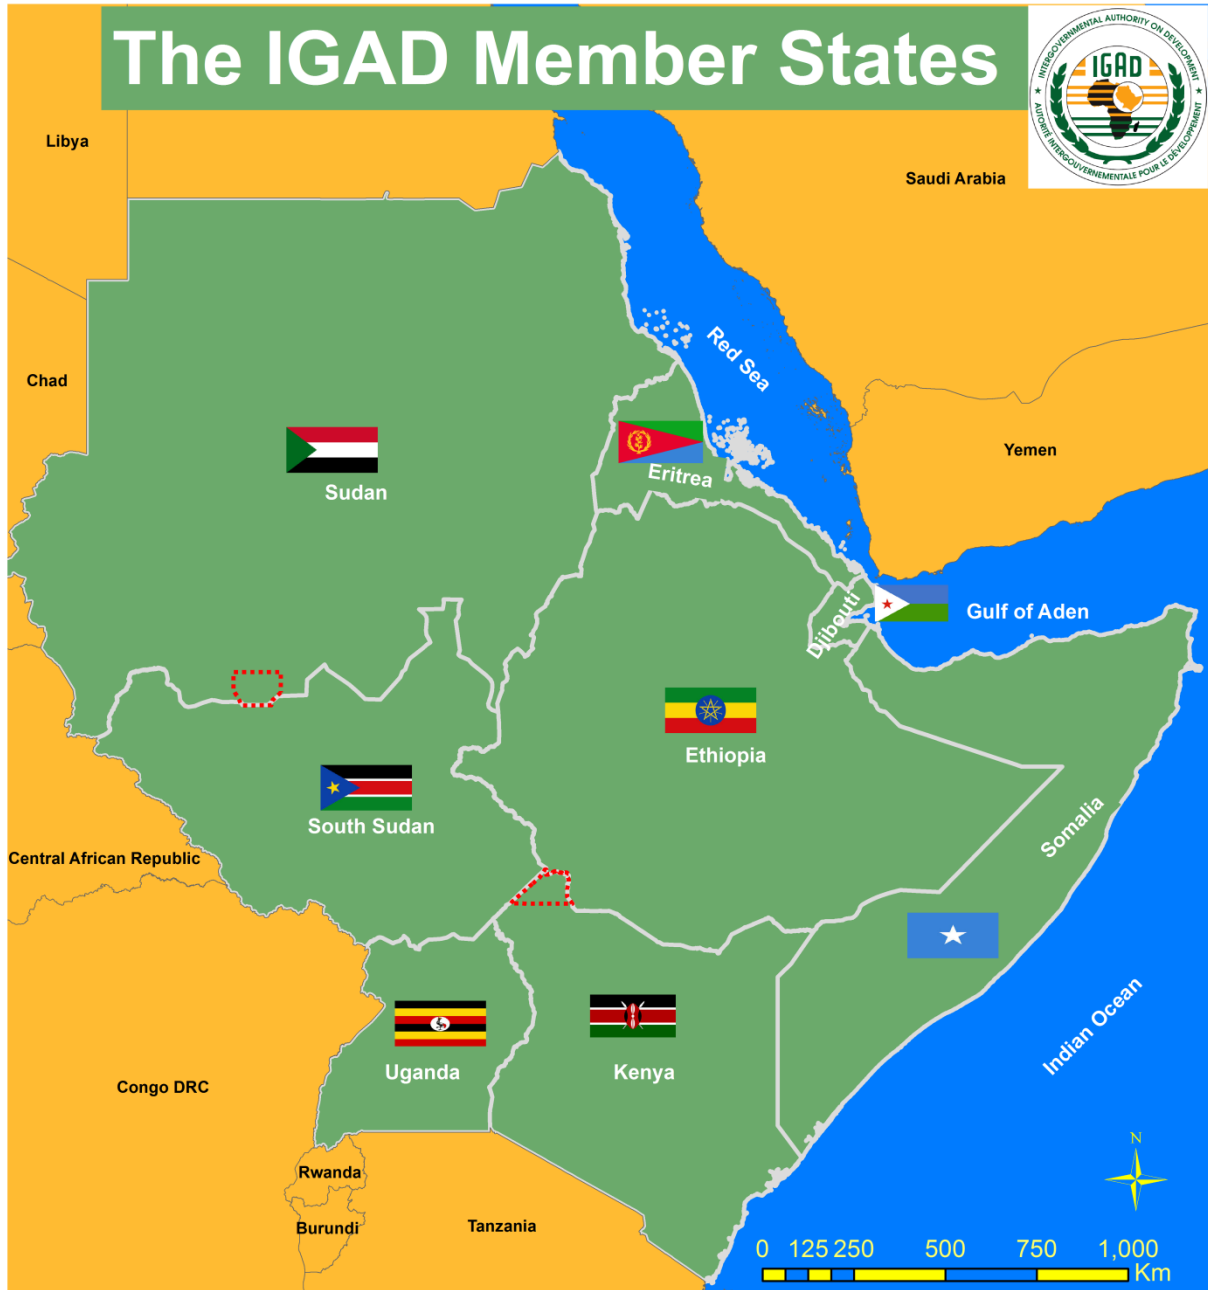 The IGAD Member States
INTERGOVERNMENTAL AUTHORITY ON DEVELOPMENT
IGAD
AUTORITÉ INTERGOUVERNEMENTALE POUR LE DÉVELOPPEMENT
Libya
Saudi Arabia
Red Sea
Chad
Yemen
Sudan
Eritrea
Djibouti
Gulf of Aden
Ethiopia
South Sudan
Somalia
Central African Republic
Indian Ocean
Uganda
Kenya
Congo DRC
N
Rwanda
Burundi
Tanzania
0 125 250 500 750 1,000
Km